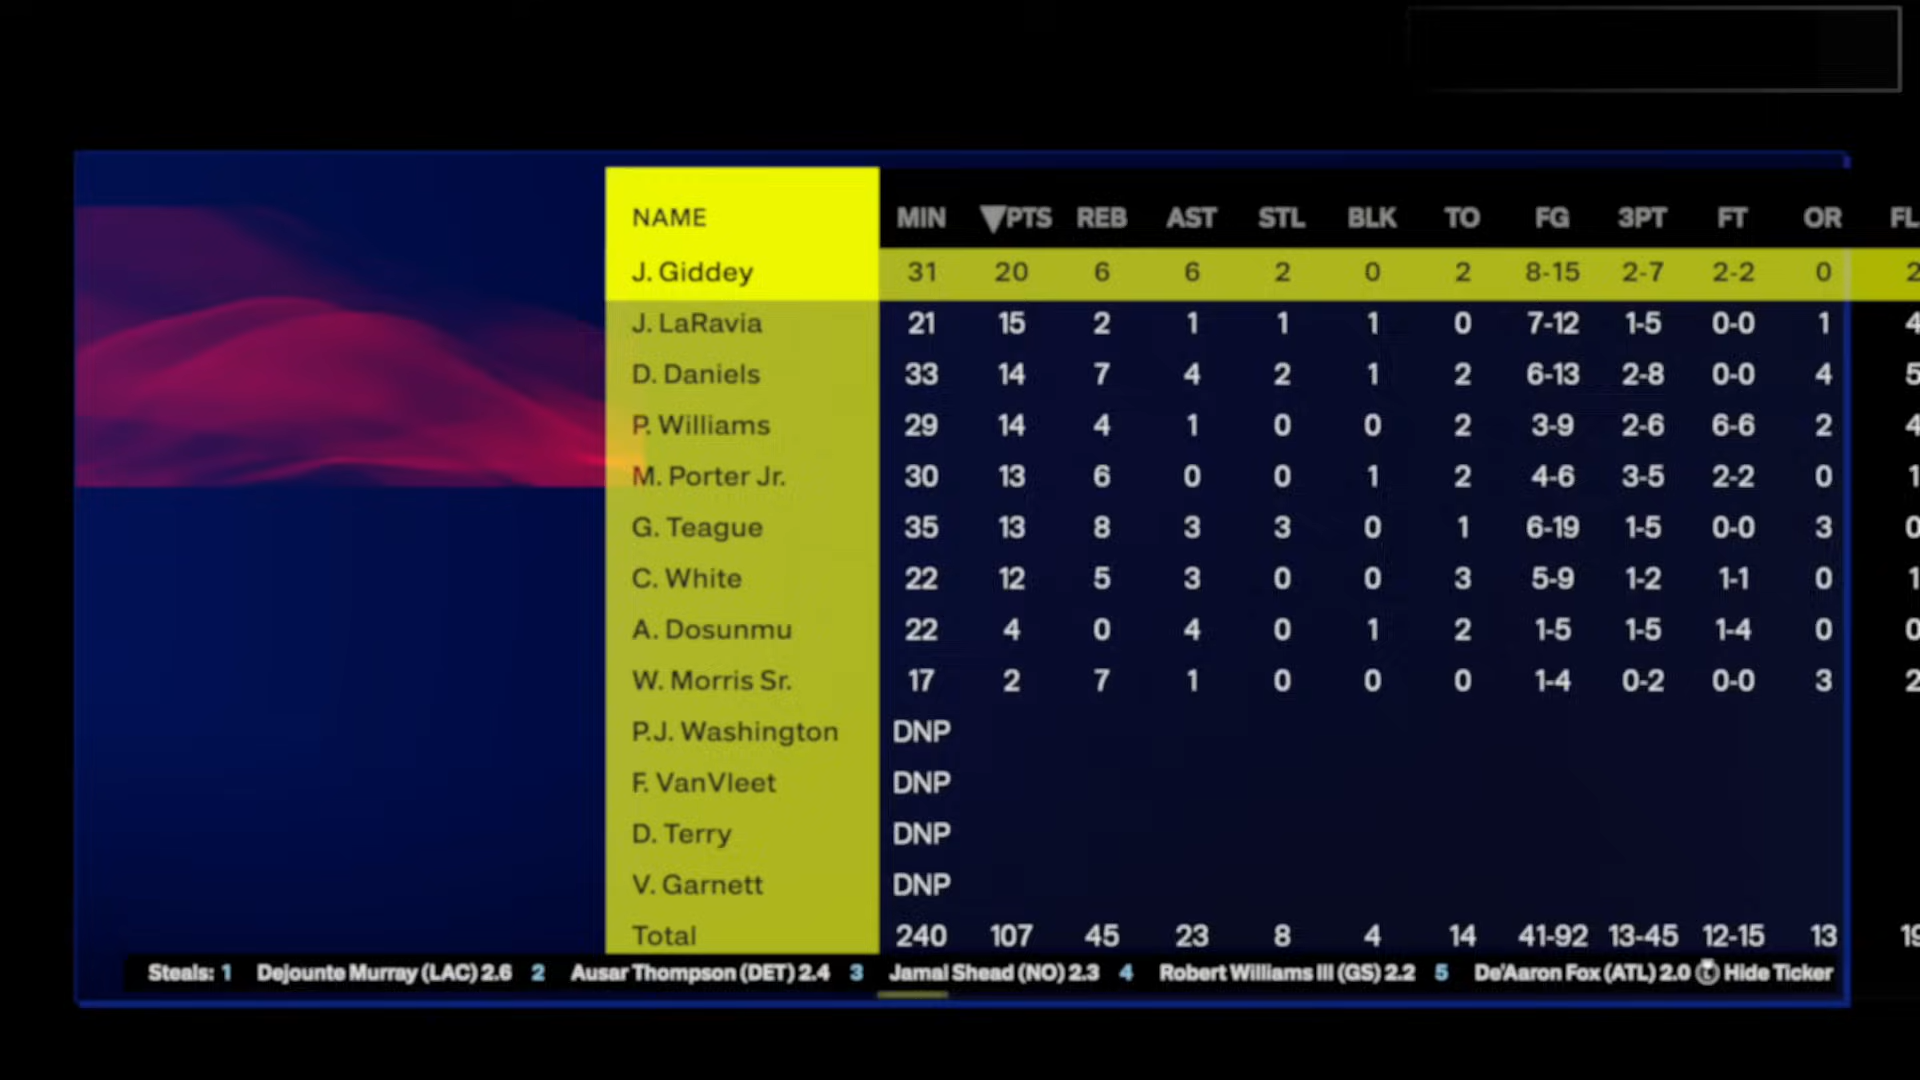 NAME MIN ▼PTS REB AST STL BLK TO FG 3PT FT OR FL
J. Giddey 31 20 6 6 2 0 2 8-15 2-7 2-2 0 2
J. LaRavia 21 15 2 1 1 1 0 7-12 1-5 0-0 1 4
D. Daniels 33 14 7 4 2 1 2 6-13 2-8 0-0 4 5
P. Williams 29 14 4 1 0 0 2 3-9 2-6 6-6 2 4
M. Porter Jr. 30 13 6 0 0 1 2 4-6 3-5 2-2 0 1
G. Teague 35 13 8 3 3 0 1 6-19 1-5 0-0 3 0
C. White 22 12 5 3 0 0 3 5-9 1-2 1-1 0 1
A. Dosunmu 22 4 0 4 0 1 2 1-5 1-5 1-4 0 0
W. Morris Sr. 17 2 7 1 0 0 0 1-4 0-2 0-0 3 2
P.J. Washington DNP
F. VanVleet DNP
D. Terry DNP
V. Garnett DNP
Total 240 107 45 23 8 4 14 41-92 13-45 12-15 13 19
Steals: 1 Dejounte Murray (LAC) 2.6 2 Ausar Thompson (DET) 2.4 3 Jamal Shead (NO) 2.3 4 Robert Williams III (GS) 2.2 5 De'Aaron Fox (ATL) 2.0 Hide Ticker